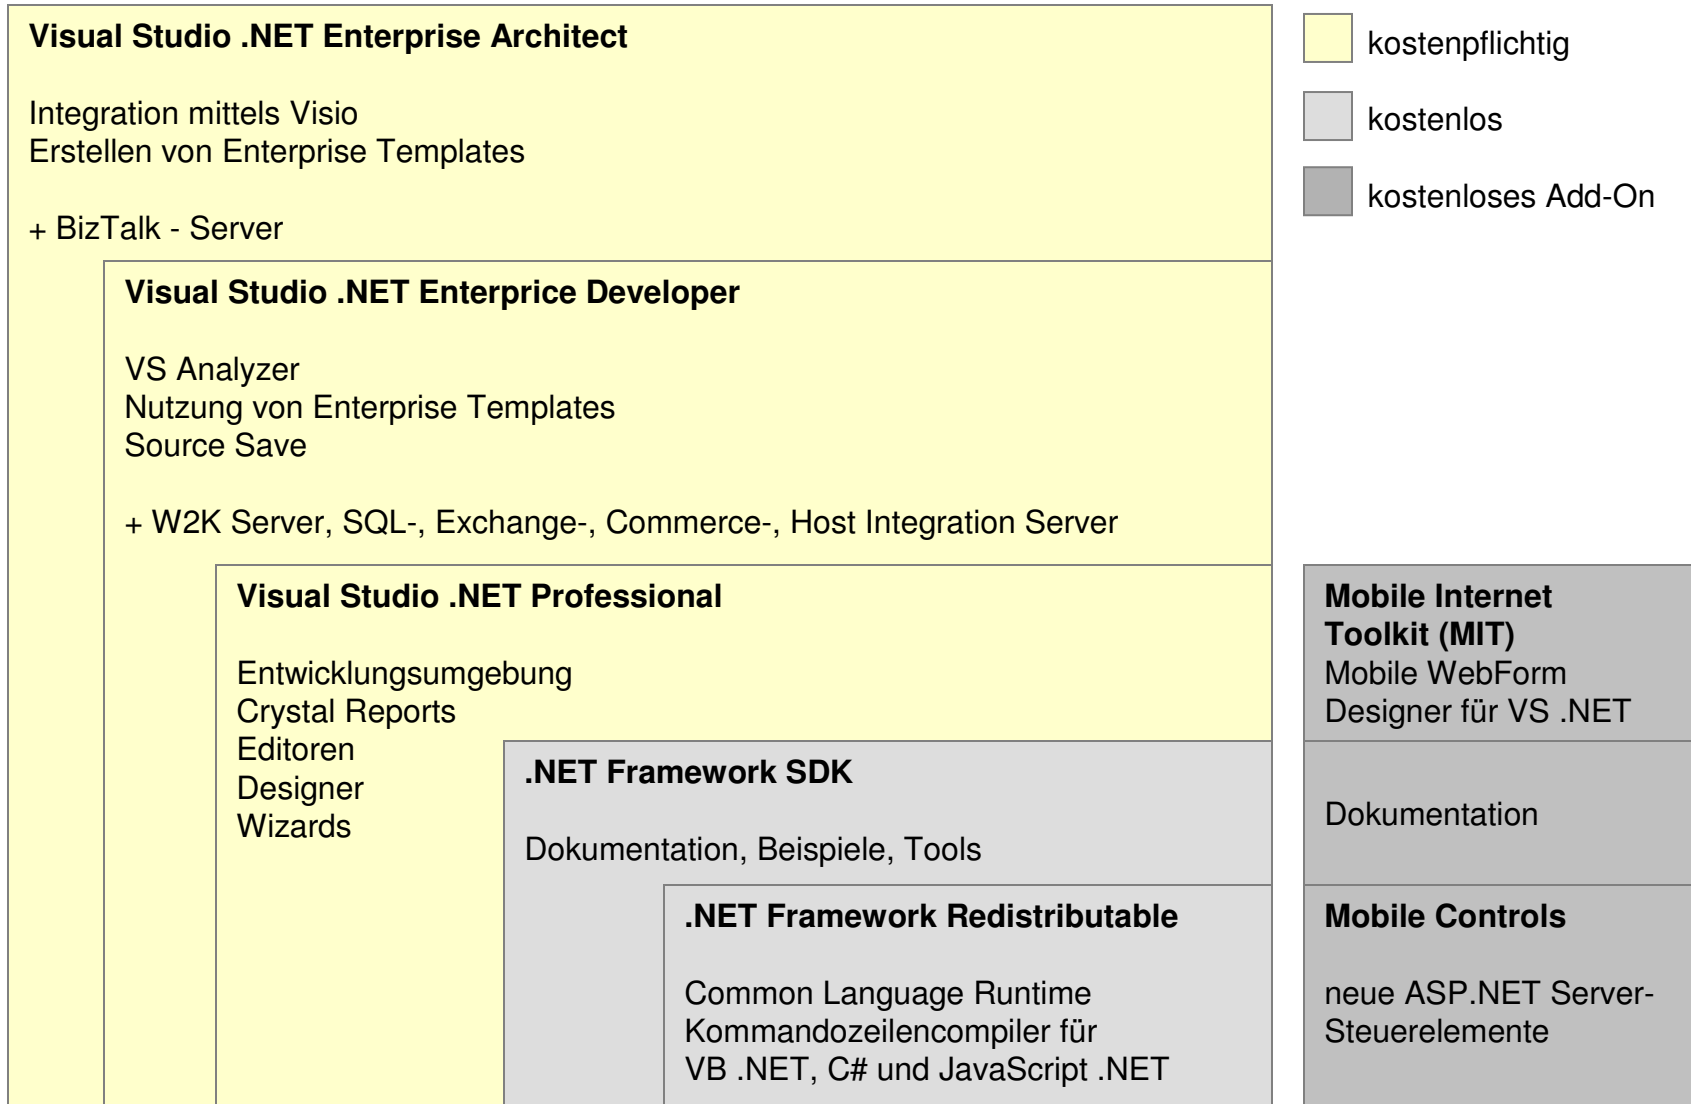 Visual Studio .NET Enterprise Architect
Integration mittels Visio
Erstellen von Enterprise Templates
+ BizTalk - Server
kostenpflichtig
kostenlos
kostenloses Add-On
Visual Studio .NET Enterprice Developer
VS Analyzer
Nutzung von Enterprise Templates
Source Save
+ W2K Server, SQL-, Exchange-, Commerce-, Host Integration Server
Visual Studio .NET Professional
Entwicklungsumgebung
Crystal Reports
Editoren
Designer
Wizards
.NET Framework SDK
Dokumentation, Beispiele, Tools
.NET Framework Redistributable
Common Language Runtime
Kommandozeilencompiler für
VB .NET, C# und JavaScript .NET
Mobile Internet
Toolkit (MIT)
Mobile WebForm
Designer für VS .NET
Dokumentation
Mobile Controls
neue ASP.NET Server-
Steuerelemente